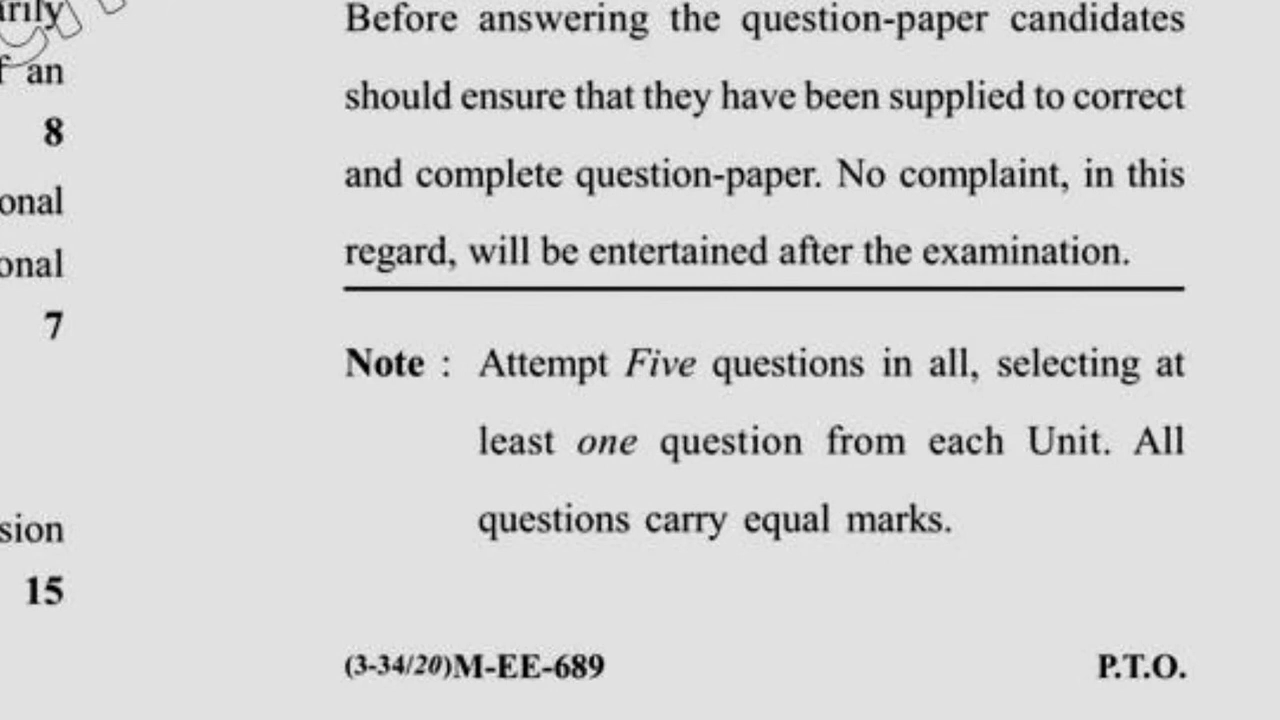 arily
f an
8
onal
onal
7
sion
15
Before answering the question-paper candidates
should ensure that they have been supplied to correct
and complete question-paper. No complaint, in this
regard, will be entertained after the examination.
Note : Attempt Five questions in all, selecting at
least one question from each Unit. All
questions carry equal marks.
(3-34/20)M-EE-689
P.T.O.